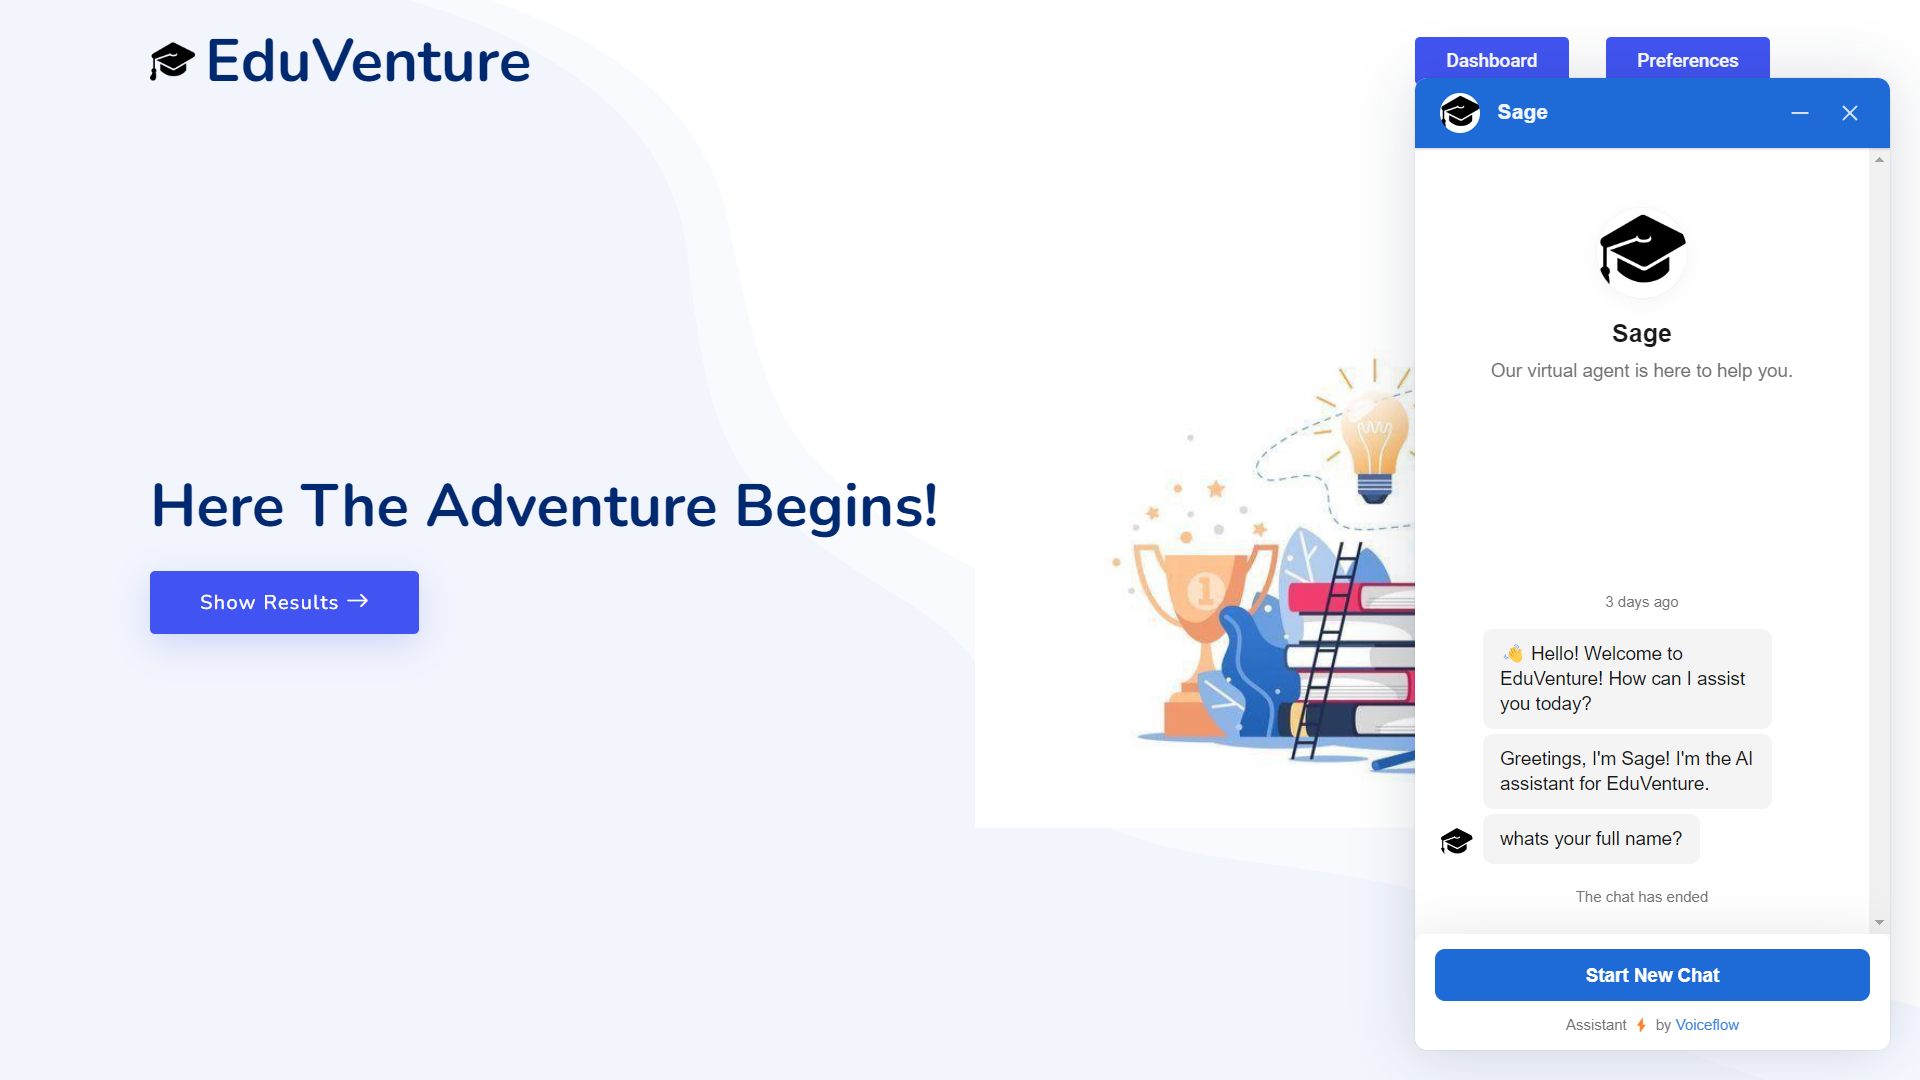 EduVenture
Dashboard
Preferences
Here The Adventure Begins!
Show Results
1
Sage
Sage
Our virtual agent is here to help you.
3 days ago
👋 Hello! Welcome to
EduVenture! How can I assist
you today?
Greetings, I'm Sage! I'm the AI
assistant for EduVenture.
whats your full name?
The chat has ended
Start New Chat
Assistant ⚡ by Voiceflow